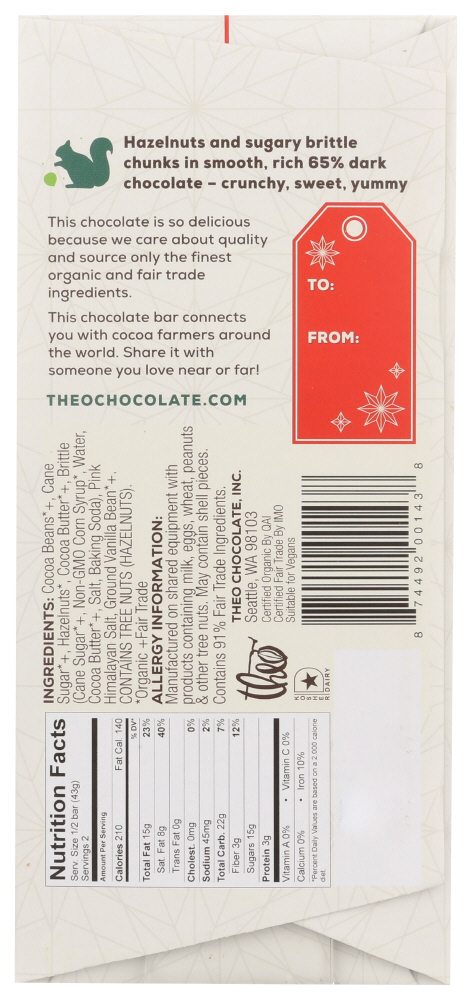 Hazelnuts and sugary brittle
chunks in smooth, rich 65% dark
chocolate – crunchy, sweet, yummy
This chocolate is so delicious
because we care about quality
and source only the finest
organic and fair trade
ingredients.
This chocolate bar connects
you with cocoa farmers around
the world. Share it with
someone you love near or far!
THEOCHOCOLATE.COM
TO:
FROM:
INGREDIENTS: Cocoa Beans*+, Cane
Sugar*+, Hazelnuts*, Cocoa Butter*+, Brittle
(Cane Sugar*+, Non-GMO Corn Syrup*, Water,
Cocoa Butter*+, Salt, Baking Soda), Pink
Himalayan Salt, Ground Vanilla Bean*+.
CONTAINS TREE NUTS (HAZELNUTS).
*Organic +Fair Trade
ALLERGY INFORMATION:
Manufactured on shared equipment with
products containing milk, eggs, wheat, peanuts
& other tree nuts. May contain shell pieces.
Contains 91% Fair Trade Ingredients.
THEO CHOCOLATE, INC.
Seattle, WA 98103
Certified Organic By QAI
Certified Fair Trade By IMO
Suitable for Vegans
theo
KOSHER DAIRY
8 74492 00143 8
Nutrition Facts
Serv. Size 1/2 bar (43g)
Servings 2
Amount Per Serving
Calories 210 Fat Cal. 140
% DV*
Total Fat 15g 23%
Sat. Fat 8g 40%
Trans Fat 0g
Cholest. 0mg 0%
Sodium 45mg 2%
Total Carb. 22g 7%
Fiber 3g 12%
Sugars 15g
Protein 3g
Vitamin A 0% • Vitamin C 0%
Calcium 0% • Iron 10%
*Percent Daily Values are based on a 2,000 calorie
diet.